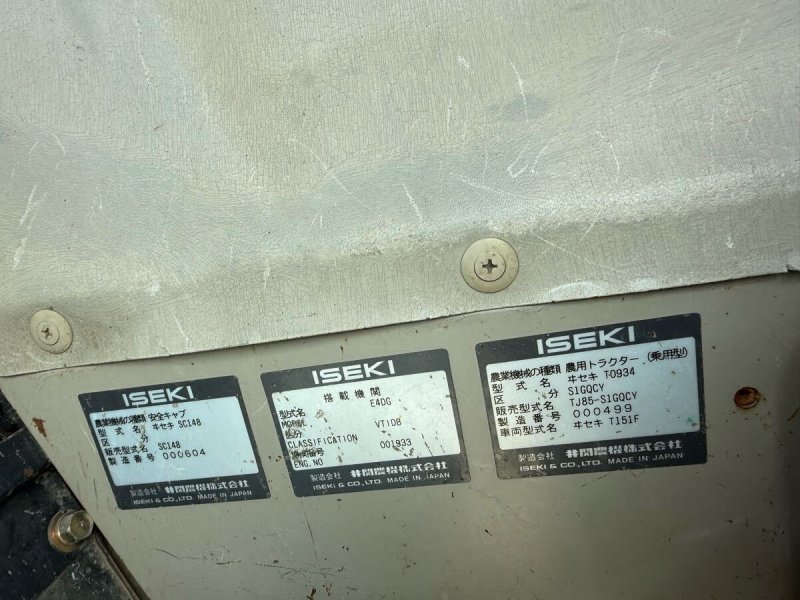 ISEKI
農業機械の種類 安全キャブ
型式名 ヰセキ SC148
区分
販売型式名 SC148
製造番号 000604
製造会社 井関農機株式会社
ISEKI & CO., LTD. MADE IN JAPAN
ISEKI
搭載機関
型式名 E4DG
MODEL
区分 VT10B
CLASSIFICATION
機関番号 001933
ENG.NO
製造会社 井関農機株式会社
ISEKI & CO., LTD. MADE IN JAPAN
ISEKI
農業機械の種類 農用トラクター (乗用型)
型式名 ヰセキ T0934
区分 S1GQCY
販売型式名 TJ85-S1GQCY
製造番号 000499
車両型式名 ヰセキ T151F
製造会社 井関農機株式会社
ISEKI & CO., LTD. MADE IN JAPAN